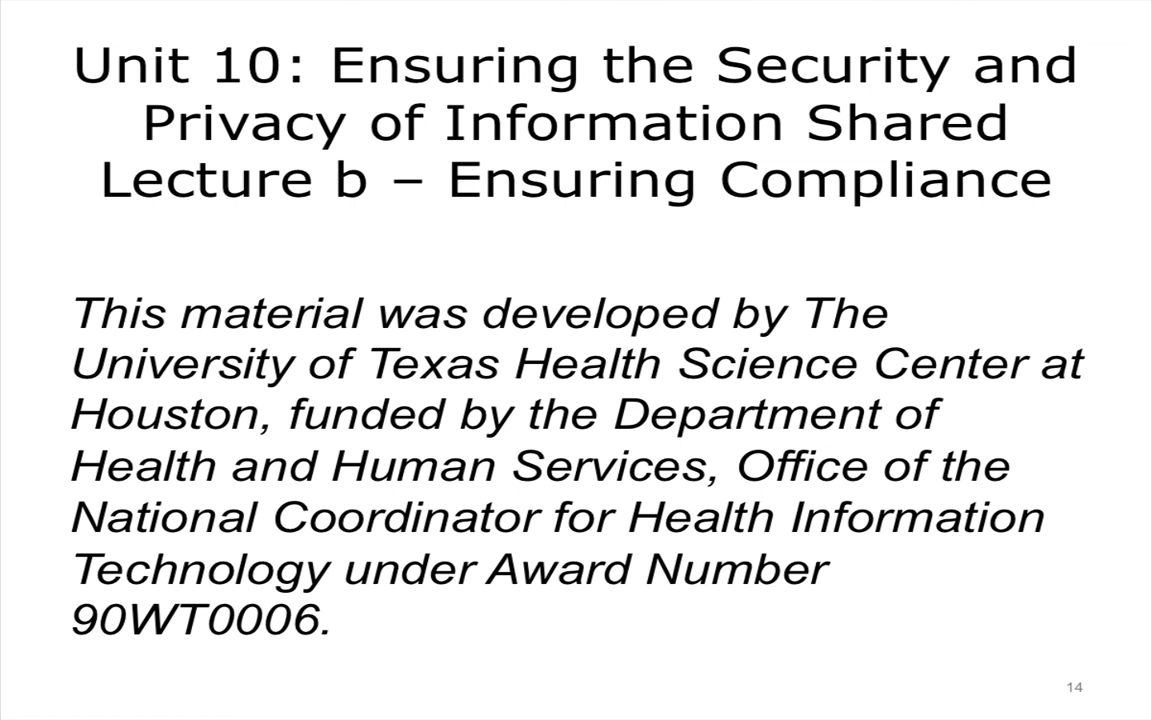 Unit 10: Ensuring the Security and
Privacy of Information Shared
Lecture b – Ensuring Compliance
This material was developed by The
University of Texas Health Science Center at
Houston, funded by the Department of
Health and Human Services, Office of the
National Coordinator for Health Information
Technology under Award Number
90WT0006.
14